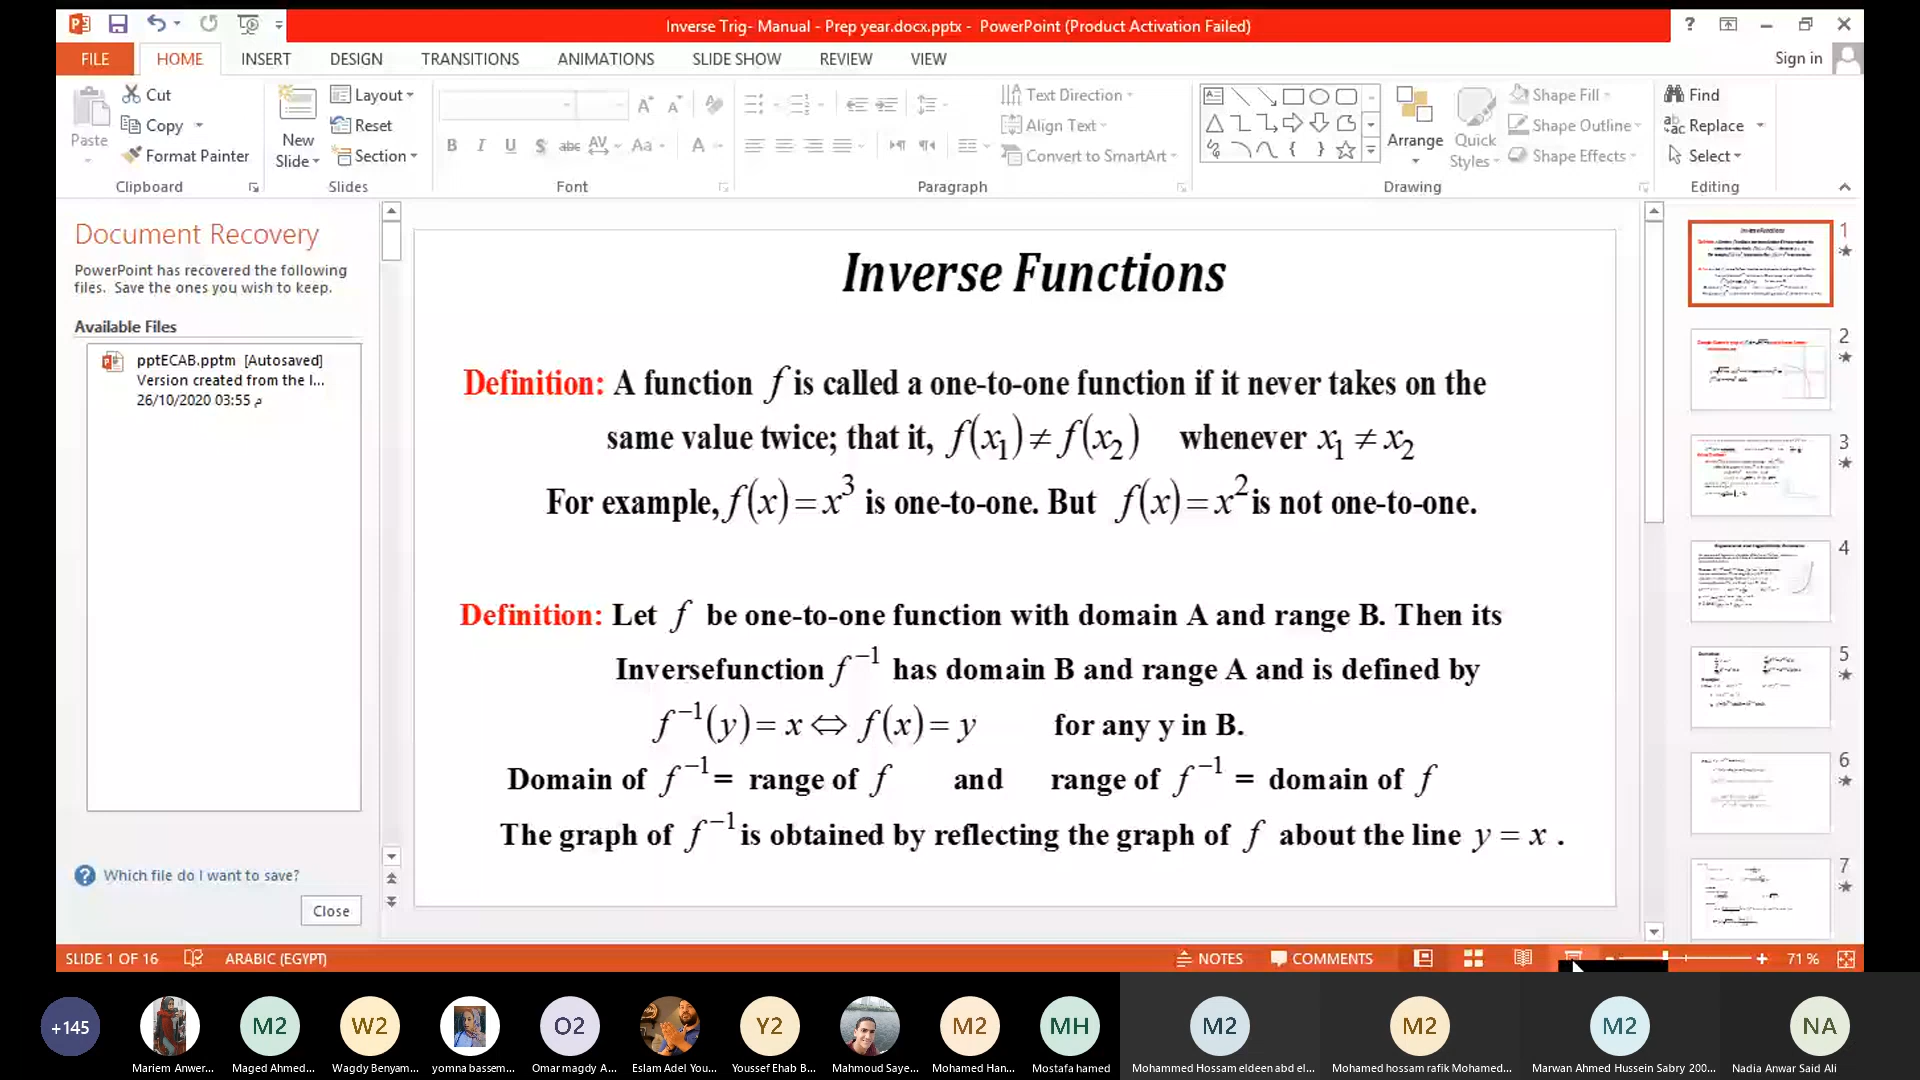 Inverse Trig- Manual - Prep year.docx.pptx - PowerPoint (Product Activation Failed)
FILE HOME INSERT DESIGN TRANSITIONS ANIMATIONS SLIDE SHOW REVIEW VIEW Sign in
Paste
Cut
Copy
Format Painter
Clipboard
New Slide
Layout
Reset
Section
Slides
B I U S abc AV Aa A
Font
Text Direction
Align Text
Convert to SmartArt
Paragraph
Arrange
Quick Styles
Shape Fill
Shape Outline
Shape Effects
Drawing
Find
Replace
Select
Editing
Document Recovery
PowerPoint has recovered the following
files. Save the ones you wish to keep.
Available Files
pptECAB.pptm [Autosaved]
Version created from the l...
26/10/2020 03:55 م
Which file do I want to save?
Close
Inverse Functions
Definition: A function f is called a one-to-one function if it never takes on the
same value twice; that it, f(x₁) ≠ f(x₂) whenever x₁ ≠ x₂
For example, f(x) = x³ is one-to-one. But f(x) = x² is not one-to-one.
Definition: Let f be one-to-one function with domain A and range B. Then its
Inversefunction f⁻¹ has domain B and range A and is defined by
f⁻¹(y) = x ⇔ f(x) = y for any y in B.
Domain of f⁻¹ = range of f and range of f⁻¹ = domain of f
The graph of f⁻¹ is obtained by reflecting the graph of f about the line y = x .
1
2
3
4
5
6
7
SLIDE 1 OF 16 ARABIC (EGYPT) NOTES COMMENTS 71 %
+145 M2 W2 O2 Y2 M2 MH M2 M2 M2 NA
Mariem Anwer... Maged Ahmed... Wagdy Benyam... yomna bassem... Omar magdy A... Eslam Adel You... Youssef Ehab B... Mahmoud Saye... Mohamed Han... Mostafa hamed Mohammed Hossam eldeen abd el... Mohamed hossam rafik Mohamed... Marwan Ahmed Hussein Sabry 200... Nadia Anwar Said Ali